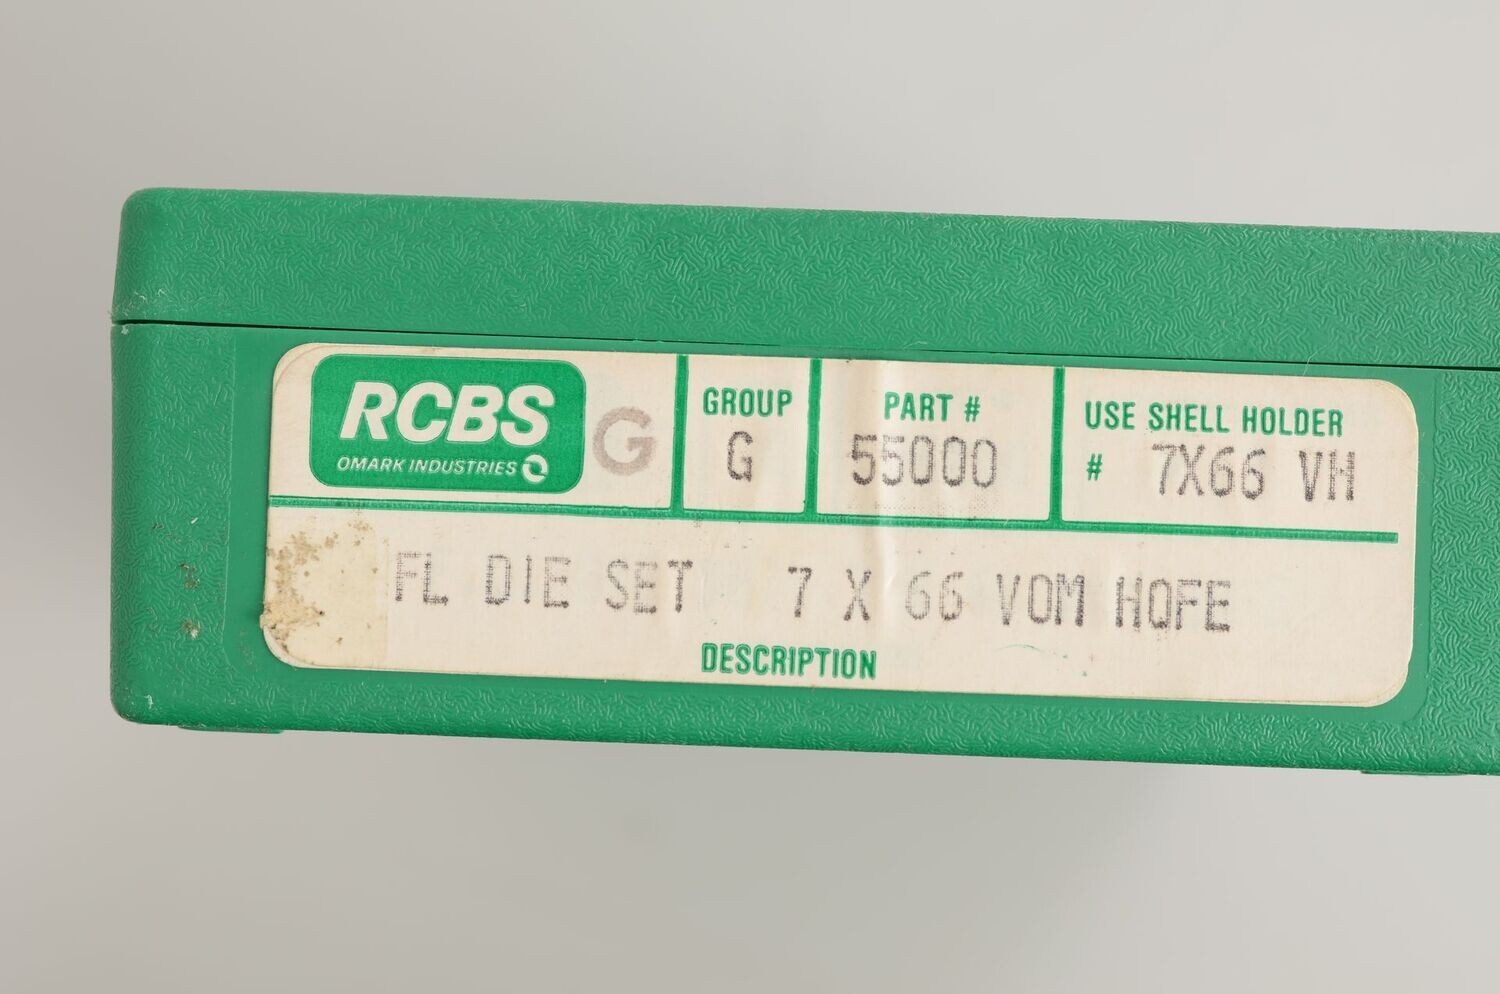 RCBS
OMARK INDUSTRIES
G
GROUP
G
PART #
55000
USE SHELL HOLDER
# 7X66 VH
FL DIE SET 7 X 66 VOM HOFE
DESCRIPTION